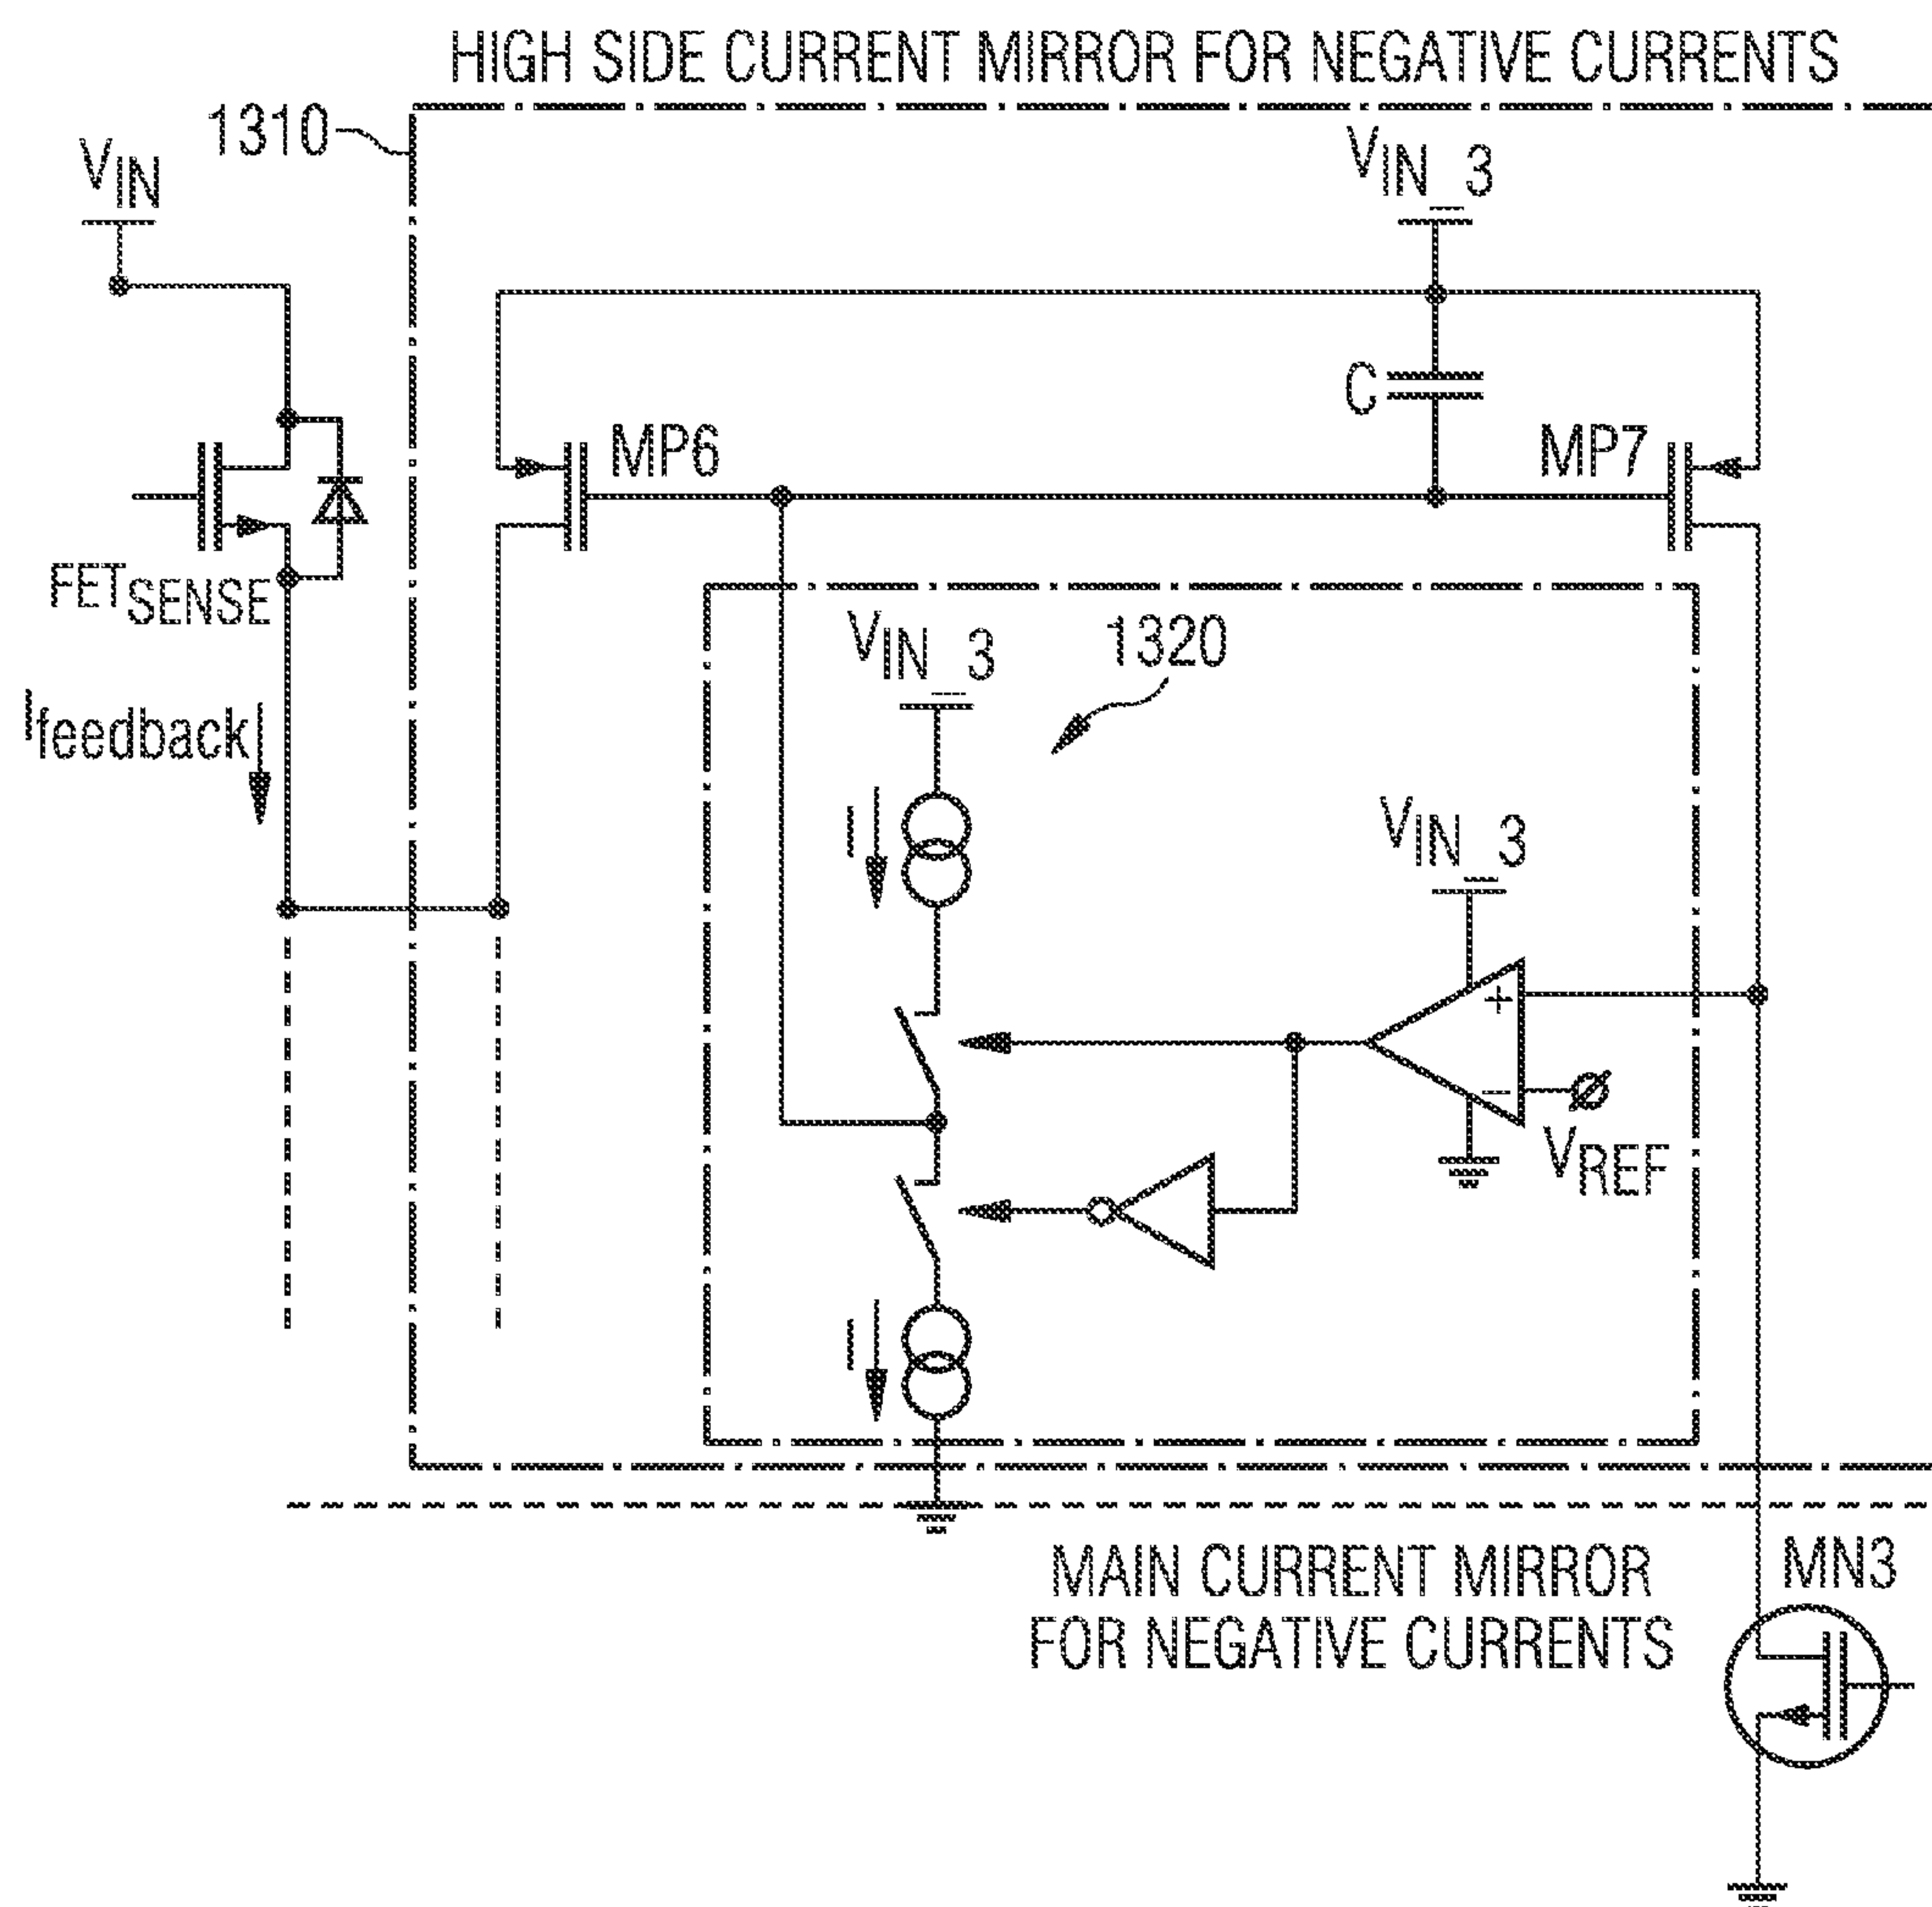 HIGH SIDE CURRENT MIRROR FOR NEGATIVE CURRENTS
1310
VIN
VIN_3
C
MP6
MP7
FETSENSE
VIN_3
1320
Ifeedback
I
VIN_3
+
−
VREF
I
MAIN CURRENT MIRROR
FOR NEGATIVE CURRENTS
MN3